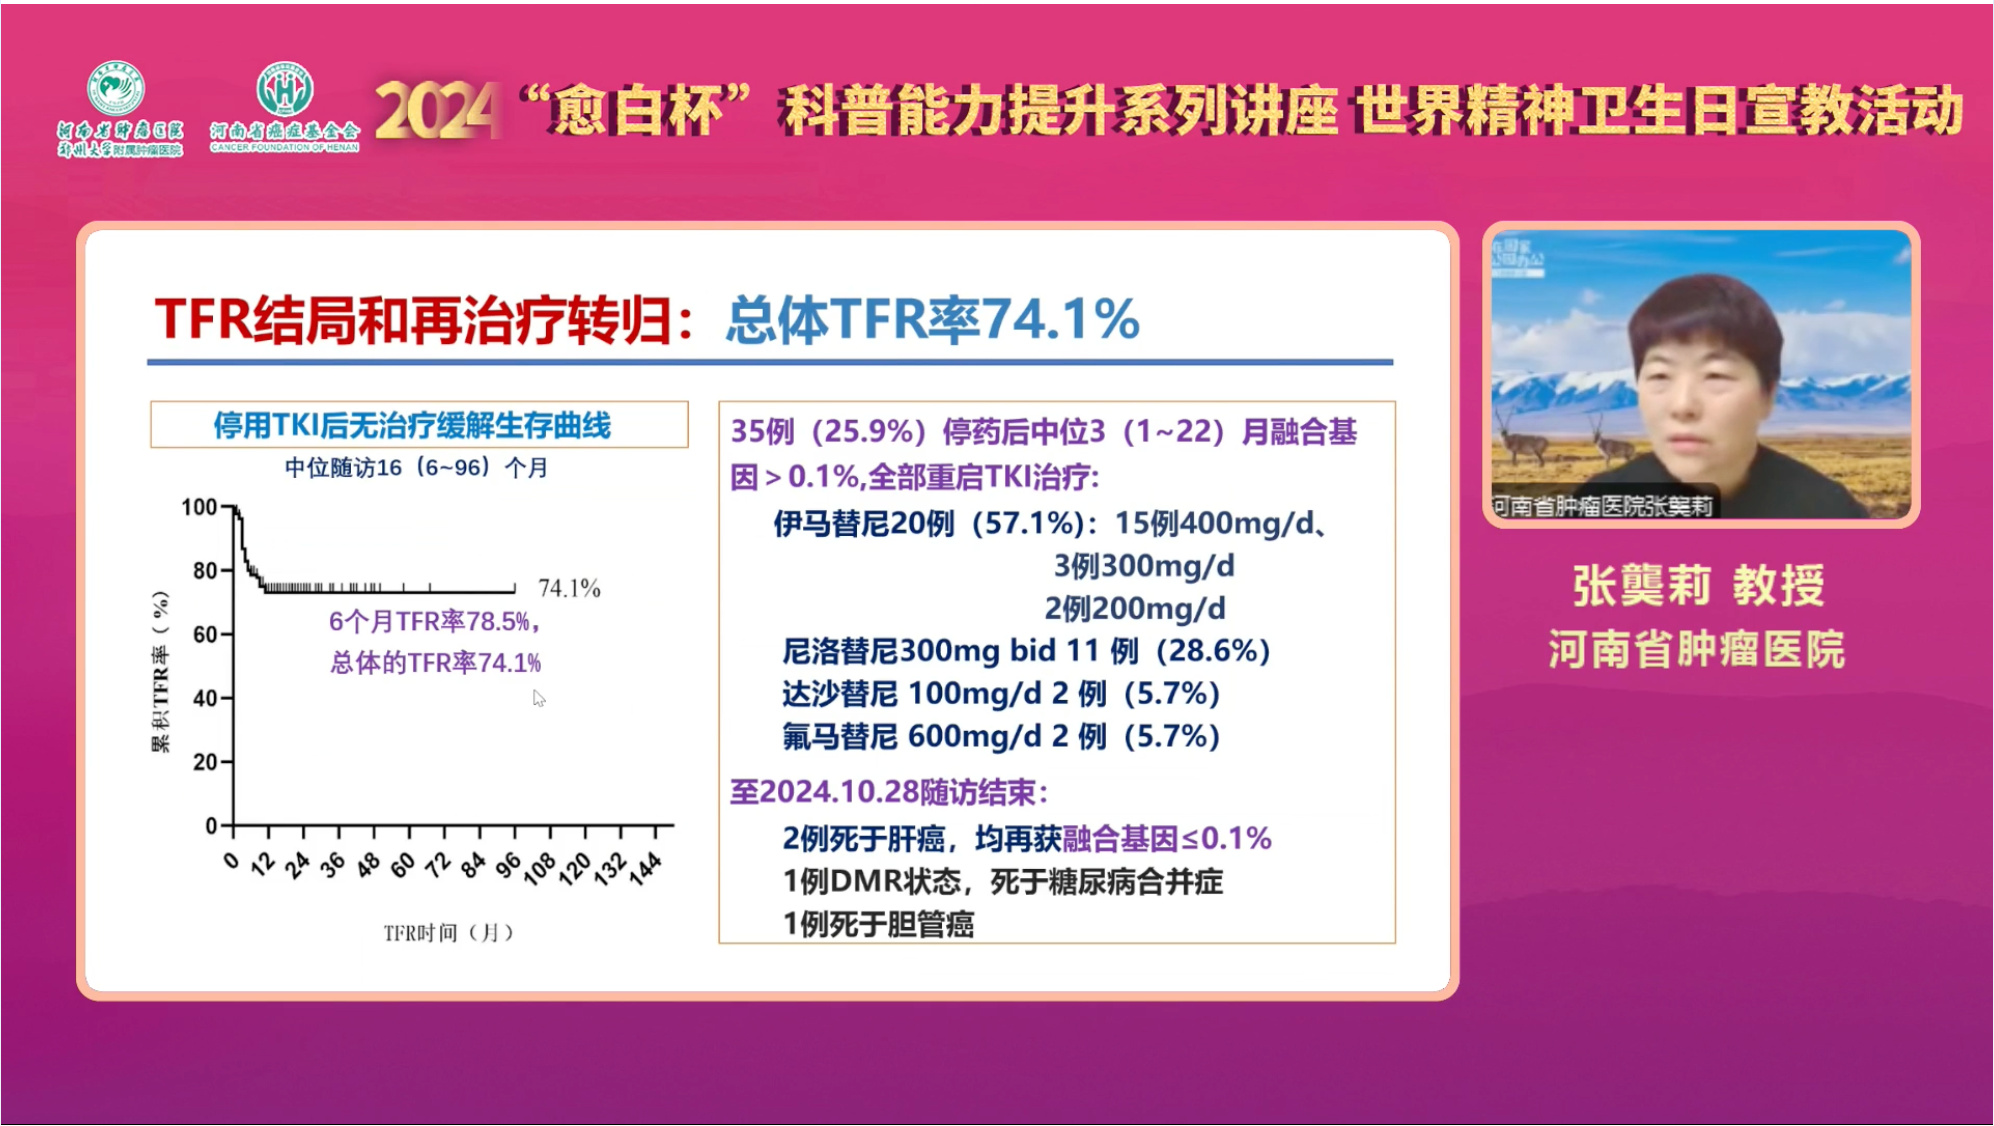 河南省肿瘤医院
郑州大学附属肿瘤医院
河南省癌症基金会
CANCER FOUNDATION OF HENAN
2024 “愈白杯” 科普能力提升系列讲座 世界精神卫生日宣教活动
TFR结局和再治疗转归：总体TFR率74.1%
停用TKI后无治疗缓解生存曲线
中位随访16（6~96）个月
100
80
60
40
20
0
累积TFR率（%）
74.1%
6个月TFR率78.5%，
总体的TFR率74.1%
0 12 24 36 48 60 72 84 96 108 120 132 144
TFR时间（月）
35例（25.9%）停药后中位3（1~22）月融合基
因＞0.1%,全部重启TKI治疗:
伊马替尼20例（57.1%）：15例400mg/d、
3例300mg/d
2例200mg/d
尼洛替尼300mg bid 11 例（28.6%）
达沙替尼 100mg/d 2 例（5.7%）
氟马替尼 600mg/d 2 例（5.7%）
至2024.10.28随访结束：
2例死于肝癌，均再获融合基因≤0.1%
1例DMR状态，死于糖尿病合并症
1例死于胆管癌
在国家
公园办公
河南省肿瘤医院张龑莉
张龑莉 教授
河南省肿瘤医院